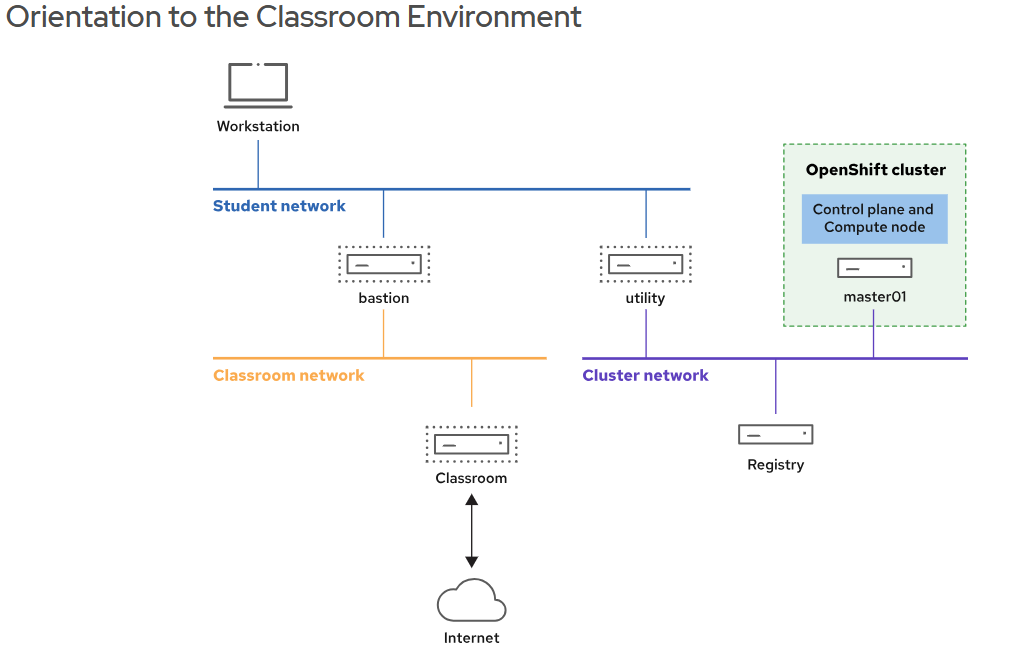 Orientation to the Classroom Environment
Workstation
OpenShift cluster
Student network
Control plane and
Compute node
bastion
utility
master01
Classroom network
Cluster network
Registry
Classroom
Internet